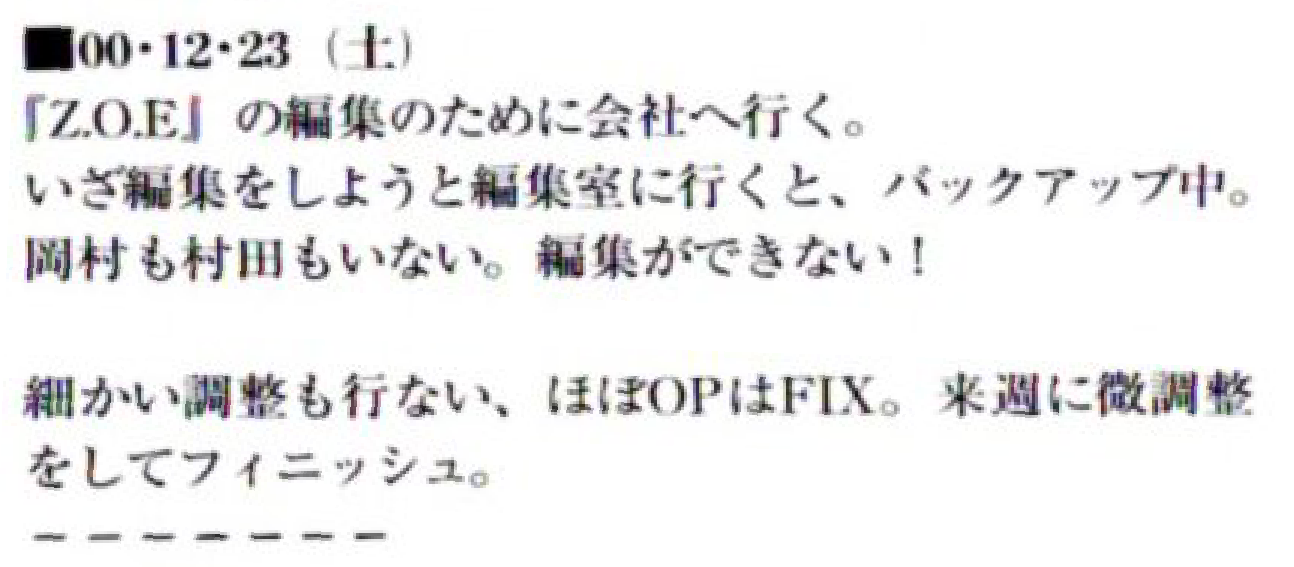 ■00･12･23（土）
『Z.O.E』の編集のために会社へ行く。
いざ編集をしようと編集室に行くと、バックアップ中。
岡村も村田もいない。編集ができない！
細かい調整も行ない、ほぼOPはFIX。来週に微調整
をしてフィニッシュ。
－－－－－－－